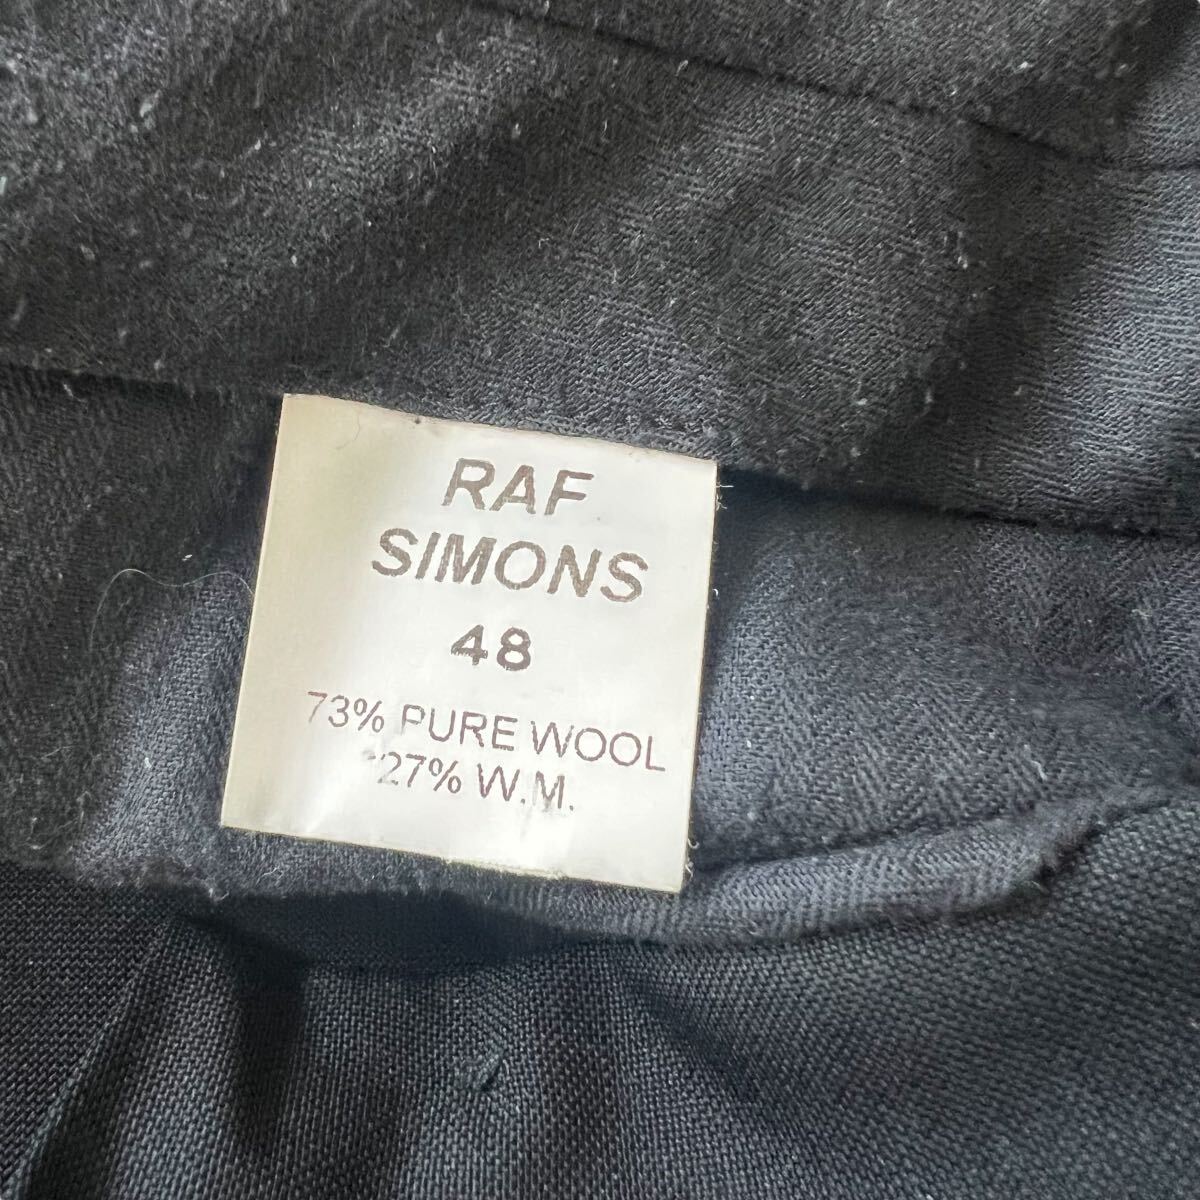 RAF
SIMONS
48
73% PURE WOOL
27% W.M.